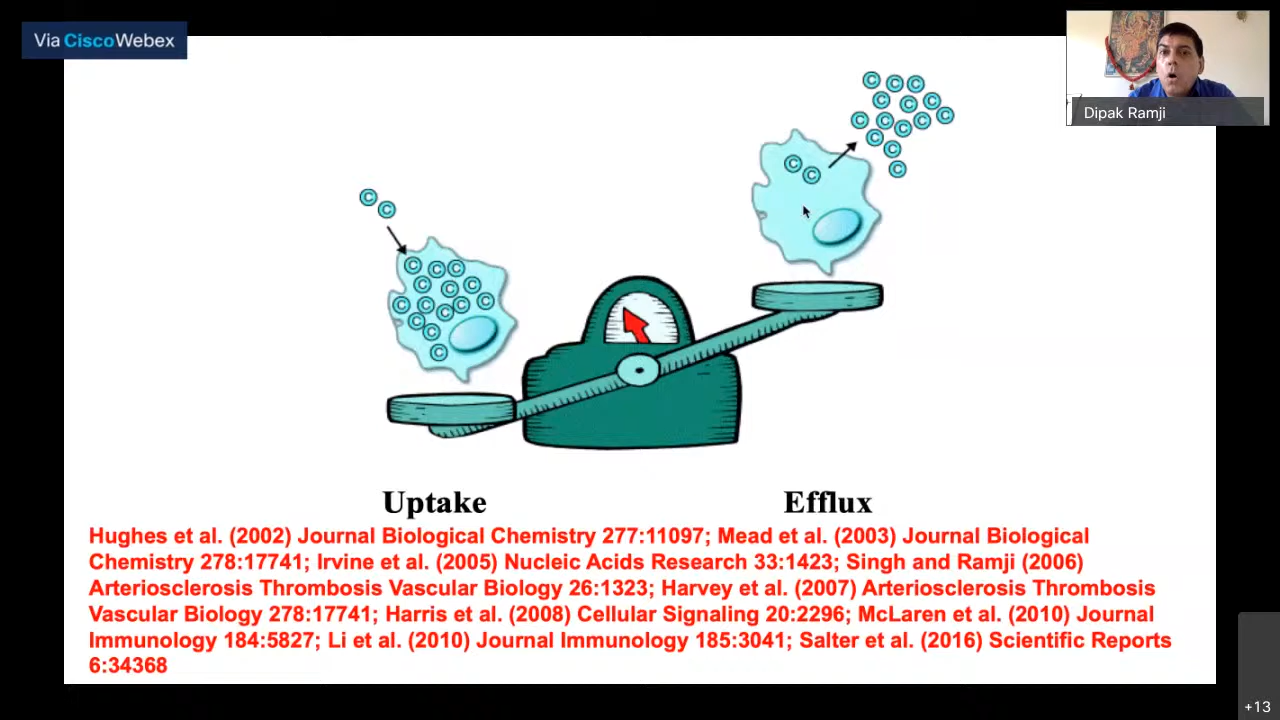 Via Cisco Webex
Dipak Ramji
© © © © © © © © © © © © © ©
© ©
© ©
© © © © © © © © © © © © © ©
Uptake
Efflux
Hughes et al. (2002) Journal Biological Chemistry 277:11097; Mead et al. (2003) Journal Biological
Chemistry 278:17741; Irvine et al. (2005) Nucleic Acids Research 33:1423; Singh and Ramji (2006)
Arteriosclerosis Thrombosis Vascular Biology 26:1323; Harvey et al. (2007) Arteriosclerosis Thrombosis
Vascular Biology 278:17741; Harris et al. (2008) Cellular Signaling 20:2296; McLaren et al. (2010) Journal
Immunology 184:5827; Li et al. (2010) Journal Immunology 185:3041; Salter et al. (2016) Scientific Reports
6:34368
+13